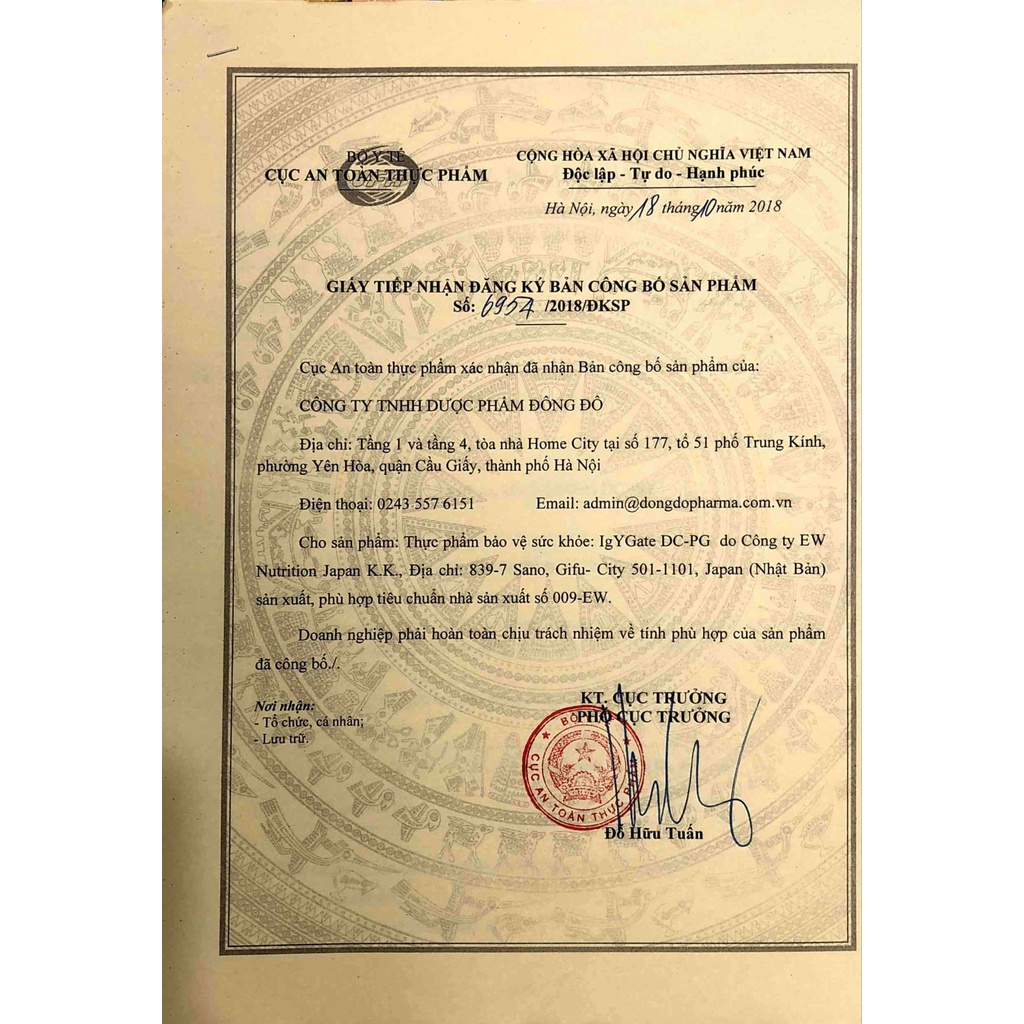 BỘ Y TẾ
CỤC AN TOÀN THỰC PHẨM
CỘNG HÒA XÃ HỘI CHỦ NGHĨA VIỆT NAM
Độc lập - Tự do - Hạnh phúc
Hà Nội, ngày 18 tháng 10 năm 2018
GIẤY TIẾP NHẬN ĐĂNG KÝ BẢN CÔNG BỐ SẢN PHẨM
Số: 6954 /2018/ĐKSP
Cục An toàn thực phẩm xác nhận đã nhận Bản công bố sản phẩm của:
CÔNG TY TNHH DƯỢC PHẨM ĐÔNG ĐÔ
Địa chỉ: Tầng 1 và tầng 4, tòa nhà Home City tại số 177, tổ 51 phố Trung Kính,
phường Yên Hòa, quận Cầu Giấy, thành phố Hà Nội
Điện thoại: 0243 557 6151 Email: admin@dongdopharma.com.vn
Cho sản phẩm: Thực phẩm bảo vệ sức khỏe: IgYGate DC-PG do Công ty EW
Nutrition Japan K.K., Địa chỉ: 839-7 Sano, Gifu- City 501-1101, Japan (Nhật Bản)
sản xuất, phù hợp tiêu chuẩn nhà sản xuất số 009-EW.
Doanh nghiệp phải hoàn toàn chịu trách nhiệm về tính phù hợp của sản phẩm
đã công bố./.
Nơi nhận:
- Tổ chức, cá nhân;
- Lưu trữ.
KT. CỤC TRƯỞNG
PHÓ CỤC TRƯỞNG
CỤC AN TOÀN THỰC
Đỗ Hữu Tuấn